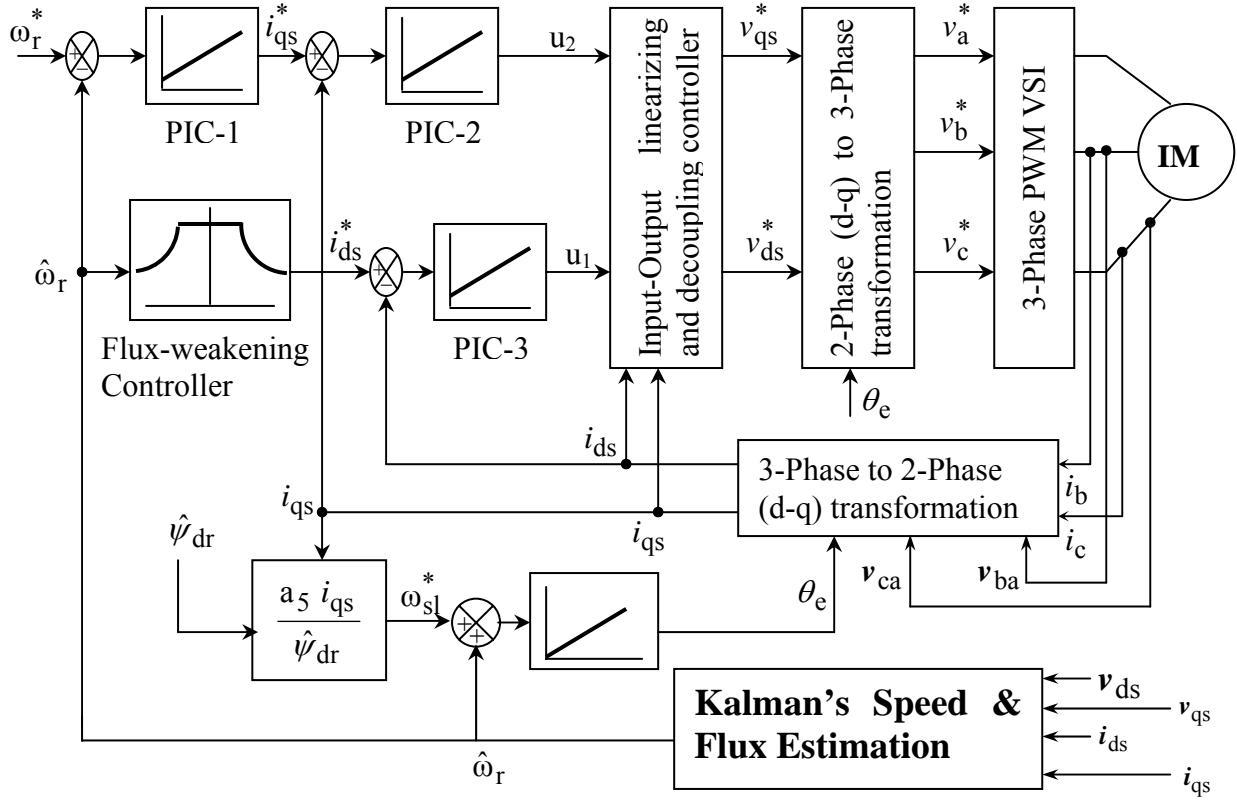 ω*r
i*qs
u2
v*qs
v*a
+
−
+
−
PIC-1
PIC-2
Input-Output linearizing
and decoupling controller
2-Phase (d-q) to 3-Phase
transformation
3-Phase PWM VSI
v*b
IM
ω̂r
i*ds
+
−
u1
v*ds
v*c
Flux-weakening
Controller
PIC-3
θe
ids
3-Phase to 2-Phase
(d-q) transformation
ib
ic
iqs
iqs
ψ̂dr
a5 iqs
ψ̂dr
ω*sl
+
+
θe
vca
vba
Kalman's Speed &
Flux Estimation
vds
vqs
ids
iqs
ω̂r